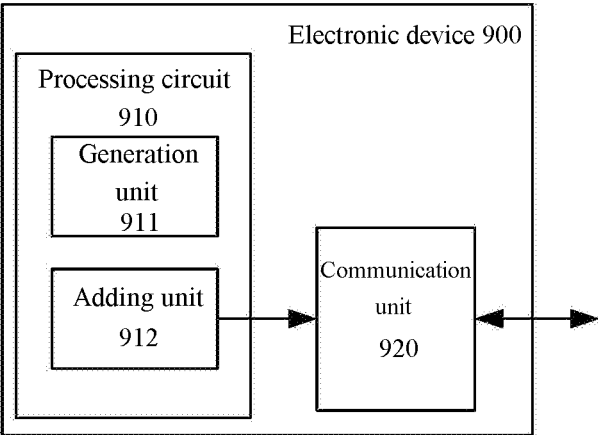 Electronic device 900
Processing circuit
910
Generation
unit
911
Adding unit
912
Communication
unit
920